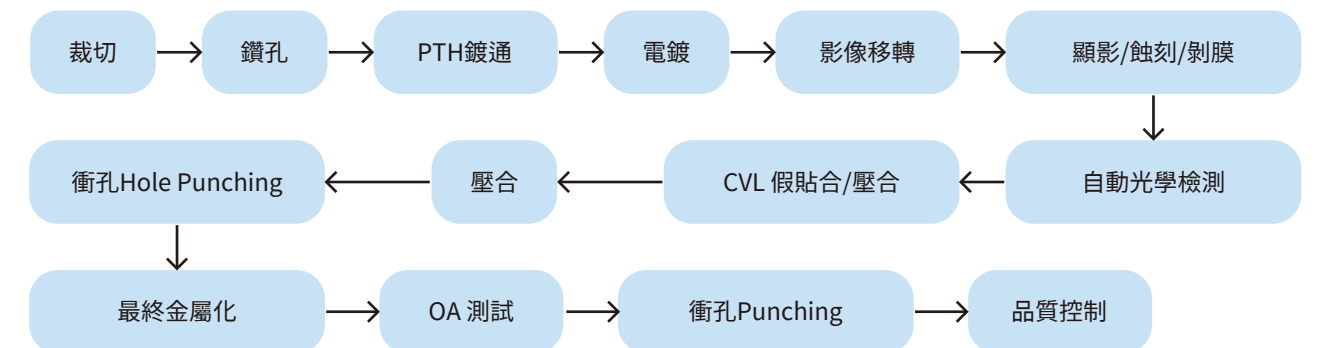 裁切
鑽孔
PTH鍍通
電鍍
影像移轉
顯影/蝕刻/剝膜
自動光學檢測
CVL 假貼合/壓合
壓合
衝孔Hole Punching
最終金屬化
OA 測試
衝孔Punching
品質控制